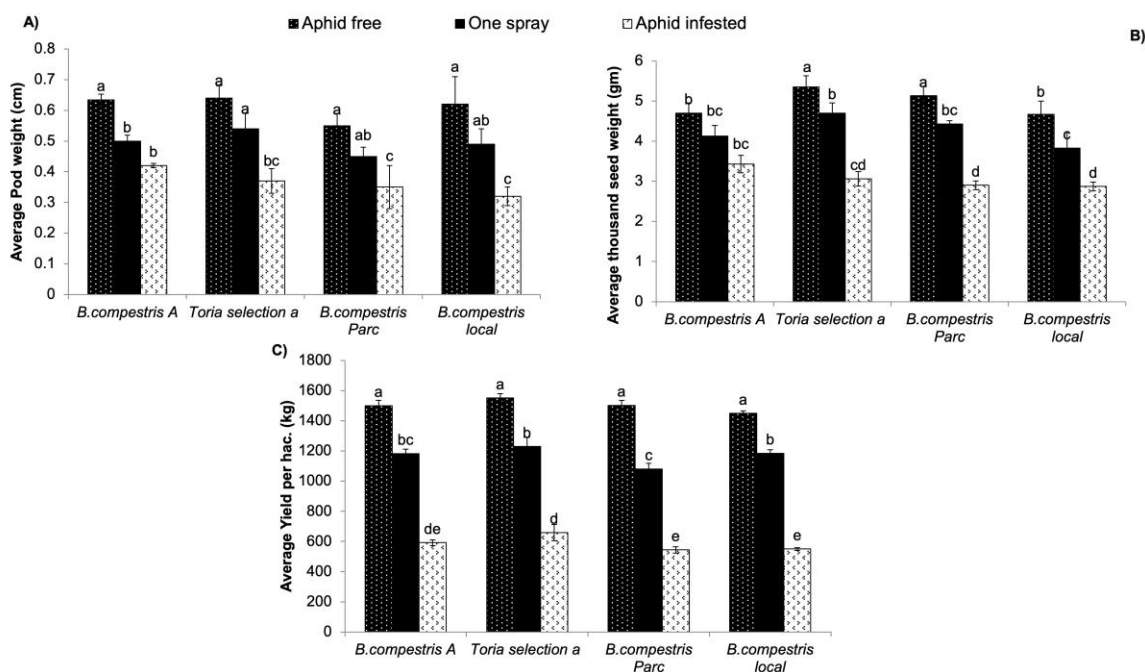 A)
Aphid free One spray Aphid infested
B)
Average Pod weight (cm)
0.8
0.7
0.6
0.5
0.4
0.3
0.2
0.1
0
a b b
a a bc
a ab c
a ab c
B.compestris A Toria selection a B.compestris Parc B.compestris local
Average thousand seed weight (gm)
6
5
4
3
2
1
0
b bc bc
a b cd
a bc d
b c d
B.compestris A Toria selection a B.compestris Parc B.compestris local
C)
Average Yield per hac. (kg)
1800
1600
1400
1200
1000
800
600
400
200
0
a bc de
a b d
a c e
a b e
B.compestris A Toria selection a B.compestris Parc B.compestris local